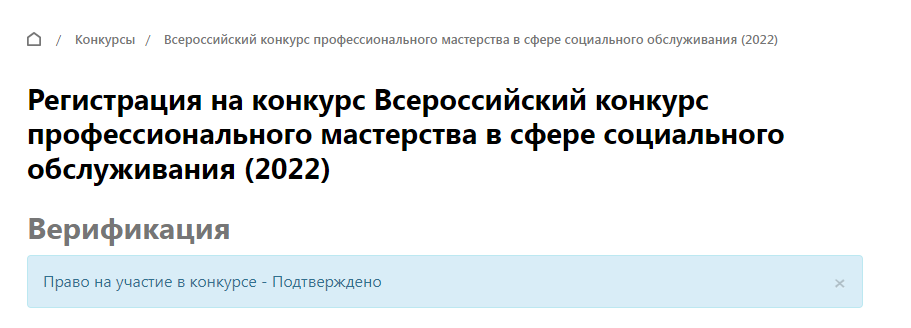 / Конкурсы / Всероссийский конкурс профессионального мастерства в сфере социального обслуживания (2022)
Регистрация на конкурс Всероссийский конкурс
профессионального мастерства в сфере социального
обслуживания (2022)
Верификация
Право на участие в конкурсе - Подтверждено ×